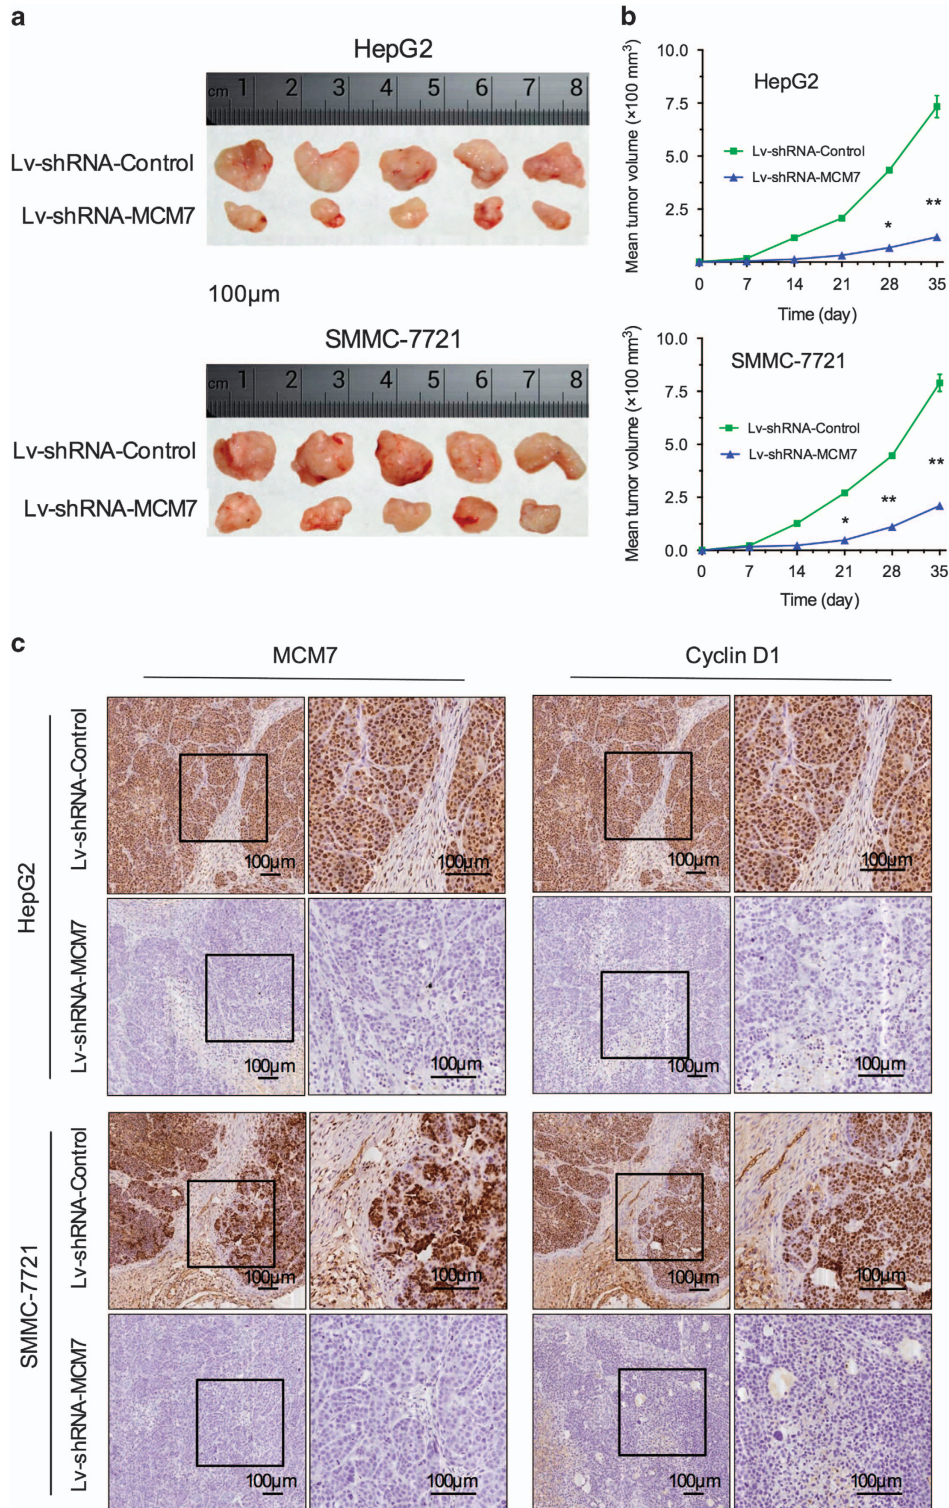 a
HepG2
cm 1 2 3 4 5 6 7 8
Lv-shRNA-Control
Lv-shRNA-MCM7
100μm
SMMC-7721
cm 1 2 3 4 5 6 7 8
Lv-shRNA-Control
Lv-shRNA-MCM7
b
Mean tumor volume (×100 mm³)
10.0
7.5
5.0
2.5
HepG2
Lv-shRNA-Control
Lv-shRNA-MCM7
*
**
0 7 14 21 28 35
Time (day)
Mean tumor volume (×100 mm³)
10.0
7.5
5.0
2.5
0.0
SMMC-7721
Lv-shRNA-Control
Lv-shRNA-MCM7
*
**
**
0 7 14 21 28 35
Time (day)
c
MCM7
Cyclin D1
HepG2
Lv-shRNA-Control
100μm
100μm
100μm
100μm
Lv-shRNA-MCM7
100μm
100μm
100μm
100μm
SMMC-7721
Lv-shRNA-Control
100μm
100μm
100μm
100μm
Lv-shRNA-MCM7
100μm
100μm
100μm
100μm